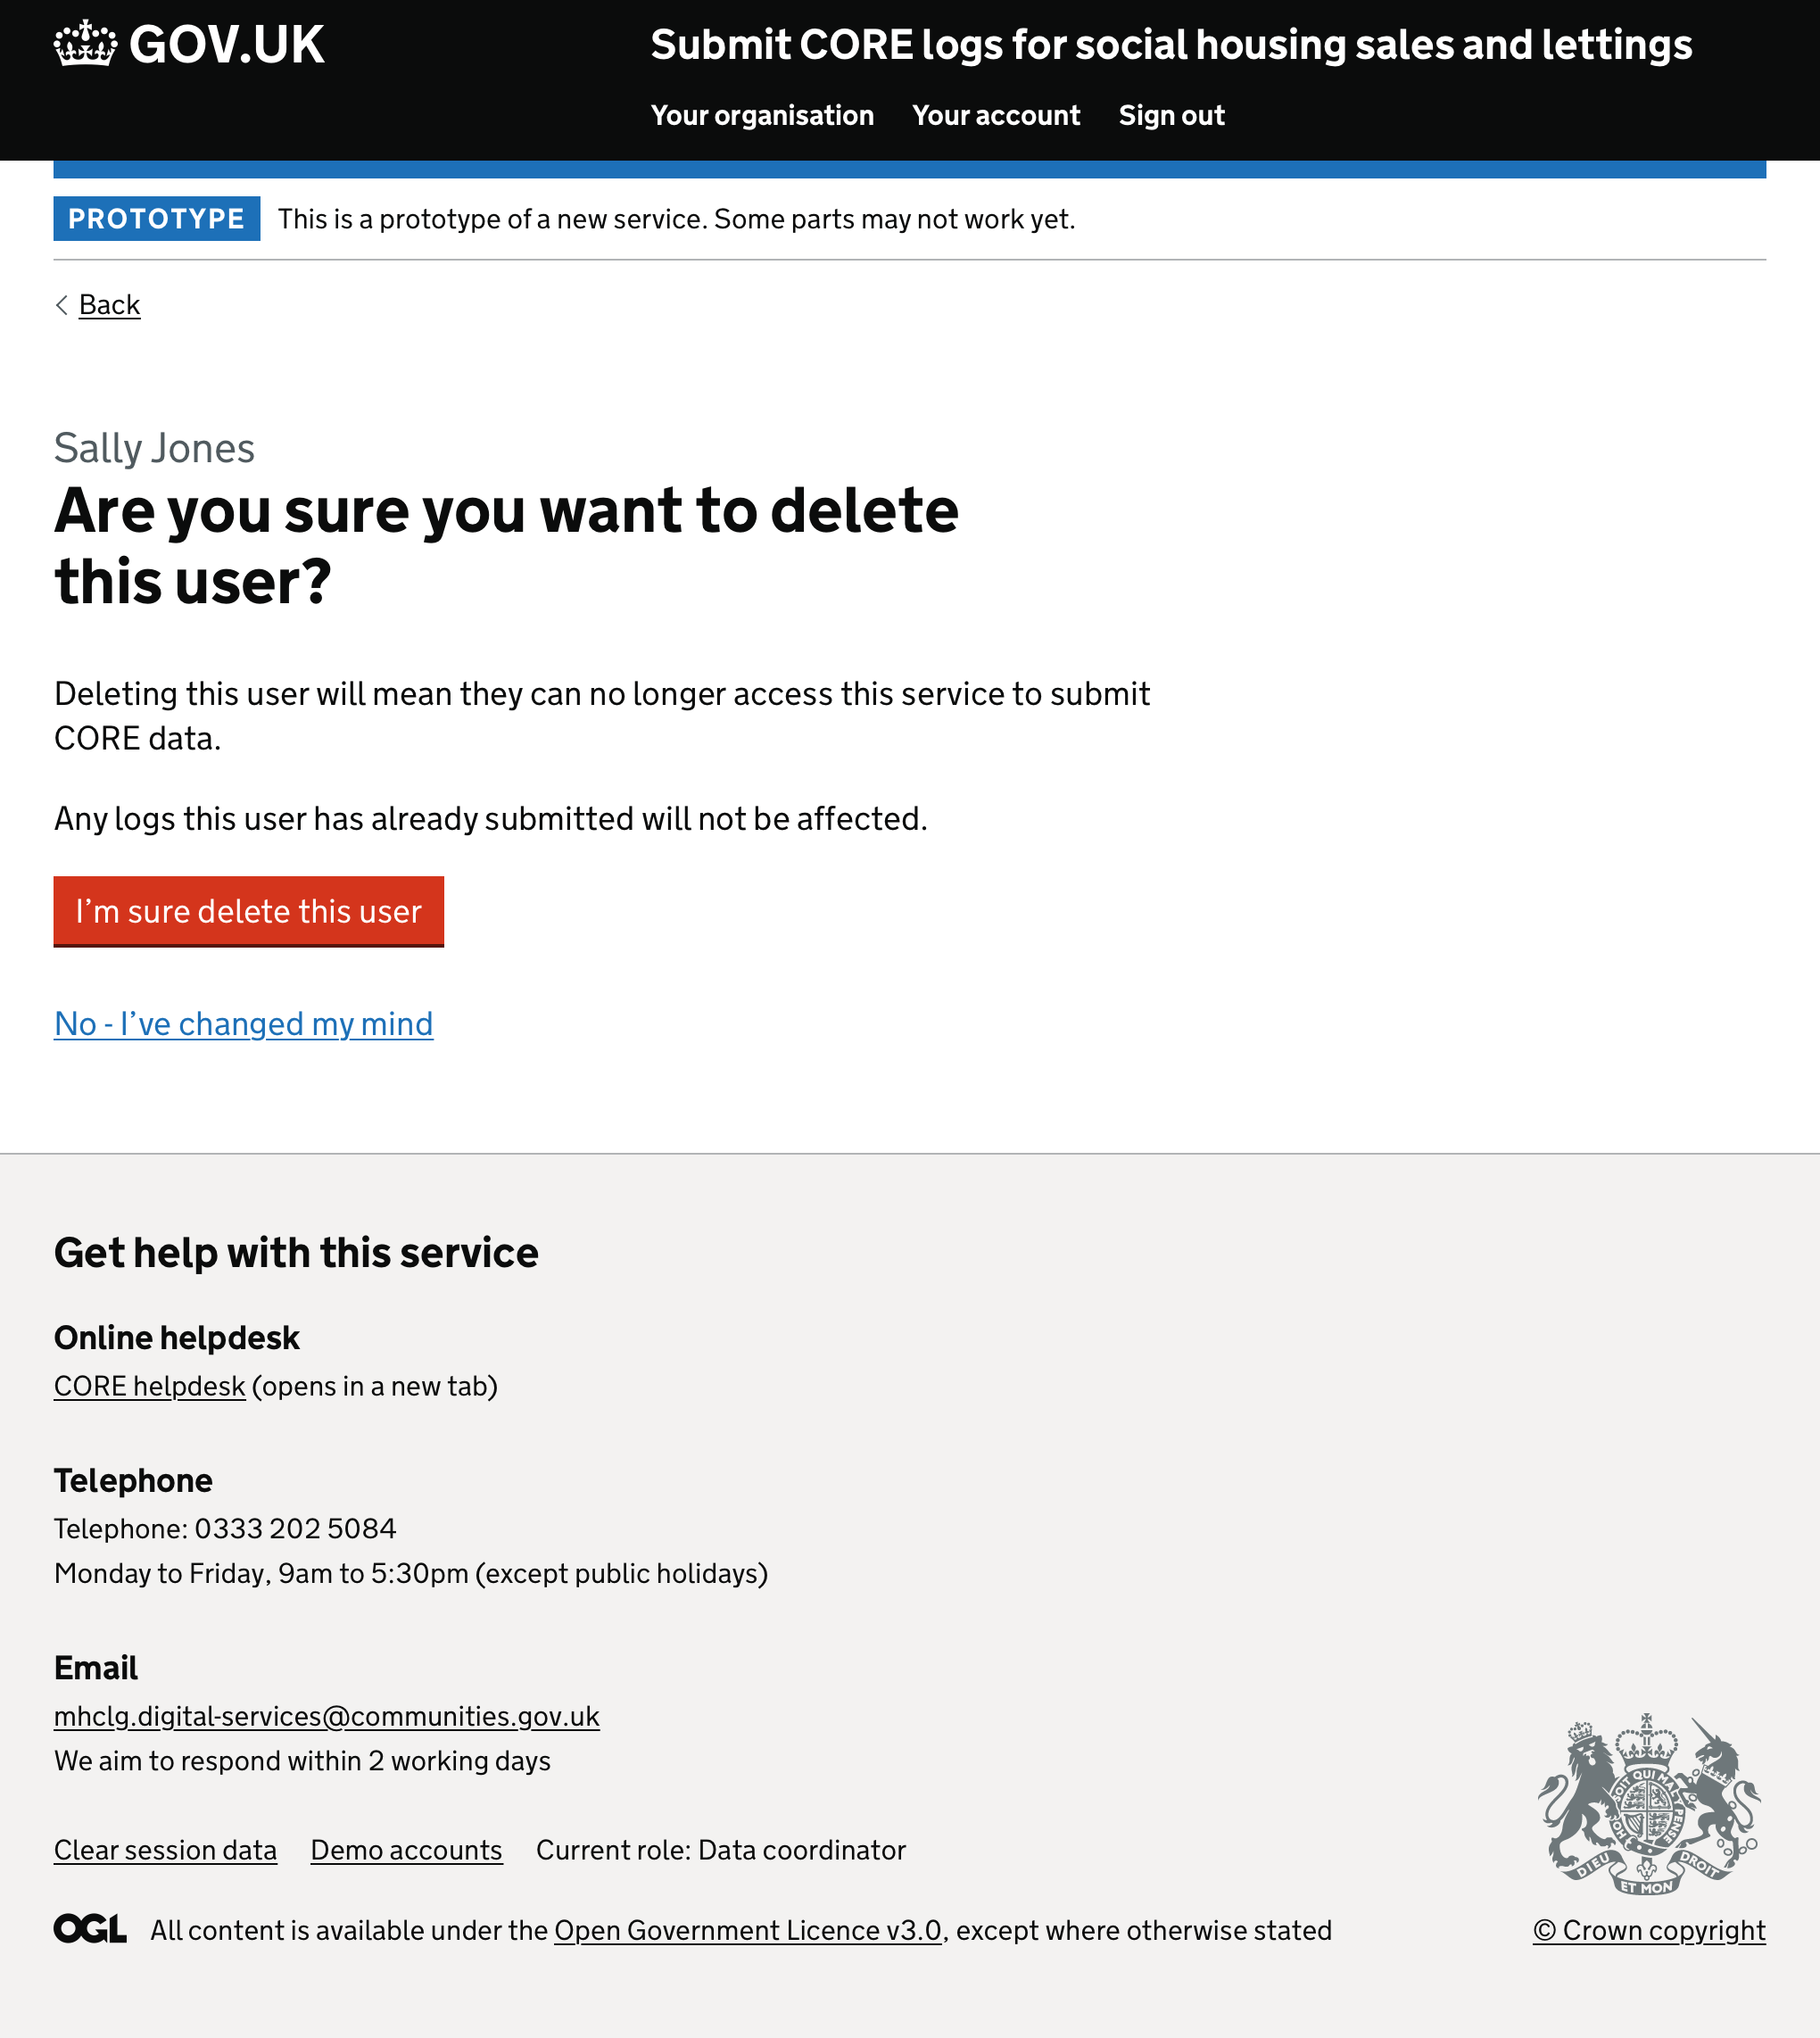 GOV.UK
Submit CORE logs for social housing sales and lettings
Your organisation Your account Sign out
PROTOTYPE This is a prototype of a new service. Some parts may not work yet.
Back
Sally Jones
Are you sure you want to delete
this user?
Deleting this user will mean they can no longer access this service to submit
CORE data.
Any logs this user has already submitted will not be affected.
I’m sure delete this user
No - I’ve changed my mind
Get help with this service
Online helpdesk
CORE helpdesk (opens in a new tab)
Telephone
Telephone: 0333 202 5084
Monday to Friday, 9am to 5:30pm (except public holidays)
Email
mhclg.digital-services@communities.gov.uk
We aim to respond within 2 working days
Clear session data Demo accounts Current role: Data coordinator
DIEU ET MON DROIT
OGL All content is available under the Open Government Licence v3.0, except where otherwise stated
© Crown copyright